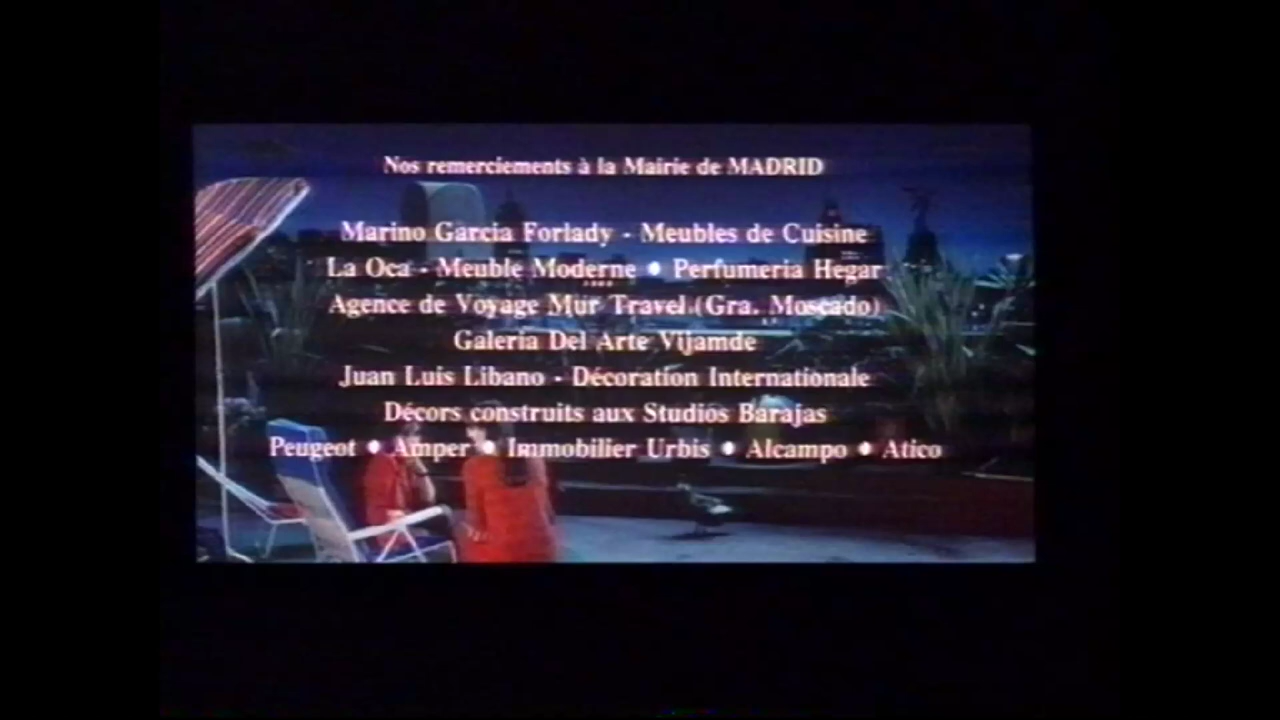 Nos remerciements à la Mairie de MADRID
Marino Garcia Forlady - Meubles de Cuisine
La Oca - Meuble Moderne • Perfumeria Hegar
Agence de Voyage Mur Travel (Gra. Moscado)
Galeria Del Arte Vijamde
Juan Luis Libano - Décoration Internationale
Décors construits aux Studios Barajas
Peugeot • Amper • Immobilier Urbis • Alcampo • Atico